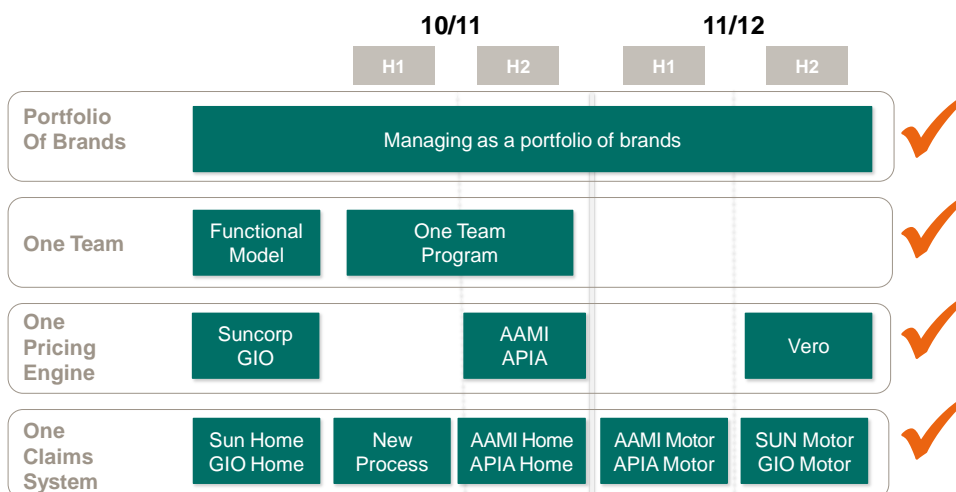 10/11
11/12
H1
H2
H1
H2
Portfolio
Of Brands
Managing as a portfolio of brands
One Team
Functional
Model
One Team
Program
One
Pricing
Engine
Suncorp
GIO
AAMI
APIA
Vero
One
Claims
System
Sun Home
GIO Home
New
Process
AAMI Home
APIA Home
AAMI Motor
APIA Motor
SUN Motor
GIO Motor